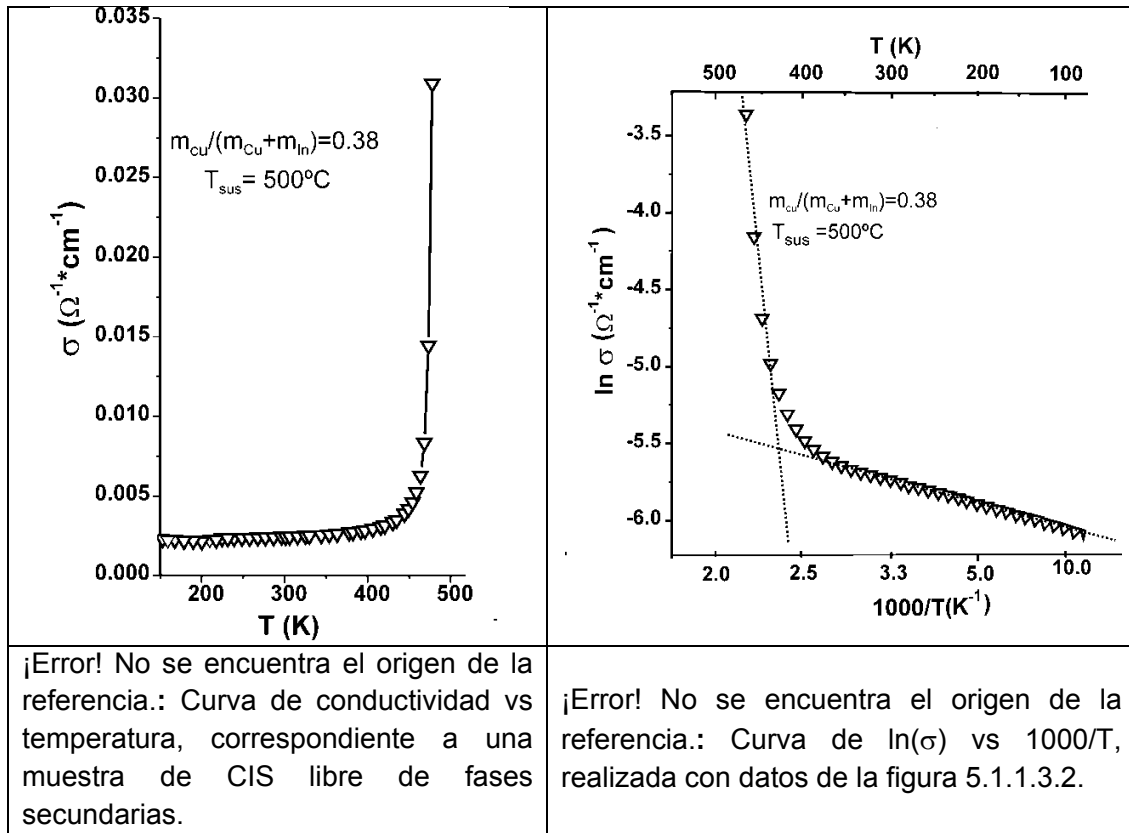 0.035
0.030
0.025
0.020
0.015
0.010
0.005
0.000
σ (Ω⁻¹*cm⁻¹)
m_cu/(m_Cu+m_In)=0.38
T_sus= 500ºC
200 300 400 500
T (K)
T (K)
500 400 300 200 100
-3.5
-4.0
-4.5
-5.0
-5.5
-6.0
ln σ (Ω⁻¹*cm⁻¹)
m_cu/(m_Cu+m_In)=0.38
T_sus =500ºC
2.0 2.5 3.3 5.0 10.0
1000/T(K⁻¹)
¡Error! No se encuentra el origen de la
referencia.: Curva de conductividad vs
temperatura, correspondiente a una
muestra de CIS libre de fases
secundarias.
¡Error! No se encuentra el origen de la
referencia.: Curva de ln(σ) vs 1000/T,
realizada con datos de la figura 5.1.1.3.2.